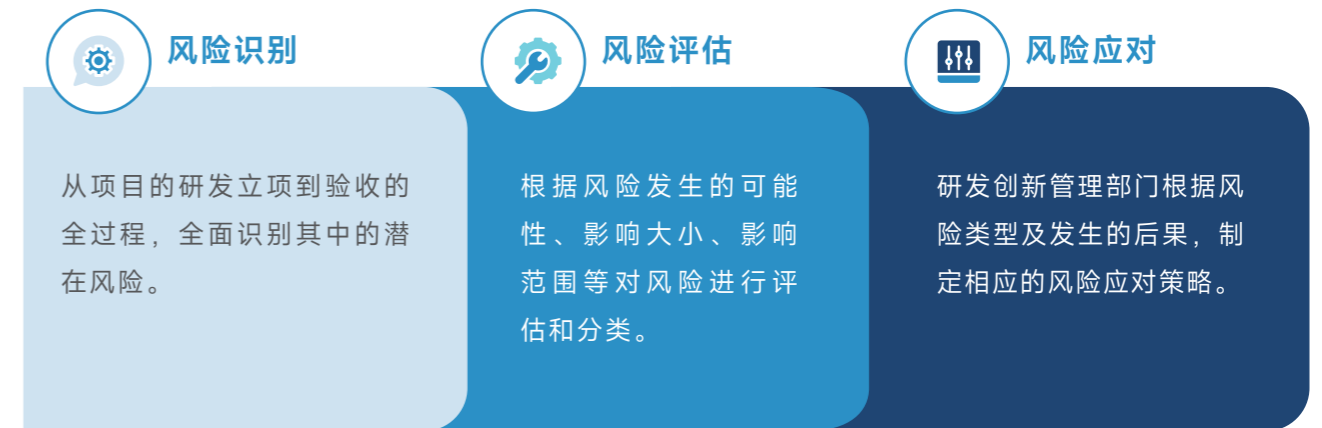 风险识别
从项目的研发立项到验收的
全过程，全面识别其中的潜
在风险。
风险评估
根据风险发生的可能
性、影响大小、影响
范围等对风险进行评
估和分类。
风险应对
研发创新管理部门根据风
险类型及发生的后果，制
定相应的风险应对策略。